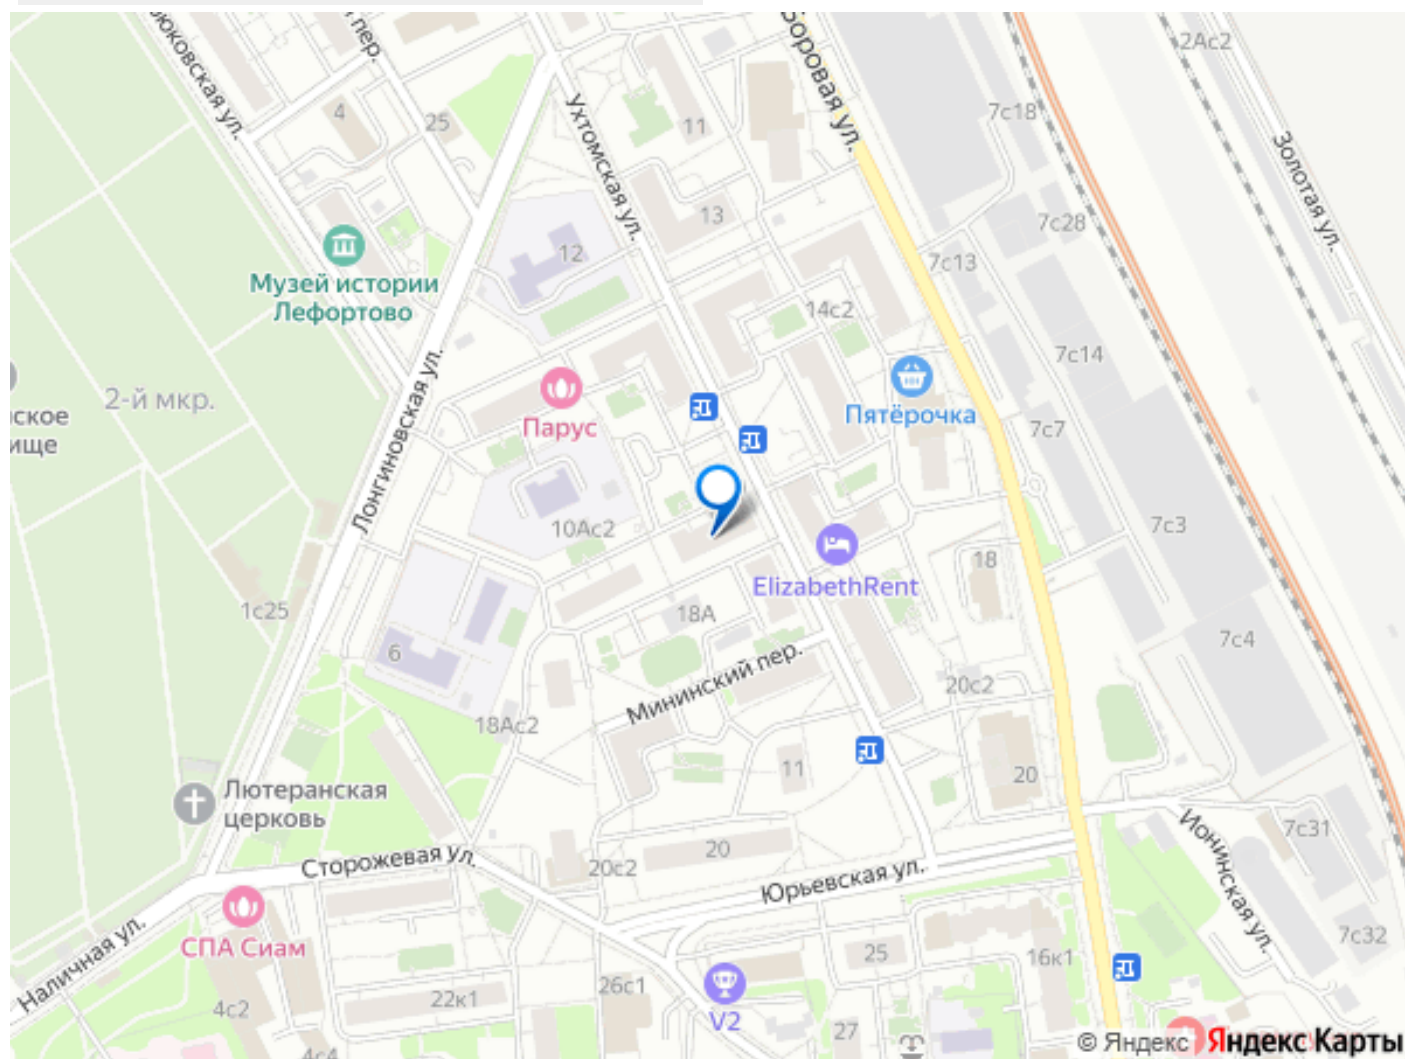 2Ас2
Боровая ул.
пер.
юковская ул.
4
25
Ухтомская ул.
11
7с18
Золотая ул.
13
7с28
12
7с13
Музей истории
Лефортово
14с2
7с14
2-й мкр.
ское
ище
Лонгиновская ул.
Парус
Пятёрочка
7с7
10Ас2
7с3
ElizabethRent
18
1с25
18А
7с4
6
Мининский пер.
20с2
18Ас2
11
20
Лютеранская
церковь
7с31
Ионинская ул.
Сторожевая ул.
20с2
20
Юрьевская ул.
Наличная ул.
СПА Сиам
7с32
25
16к1
4с2
22к1
26с1
V2
27
4с4
© Яндекс Яндекс Карты